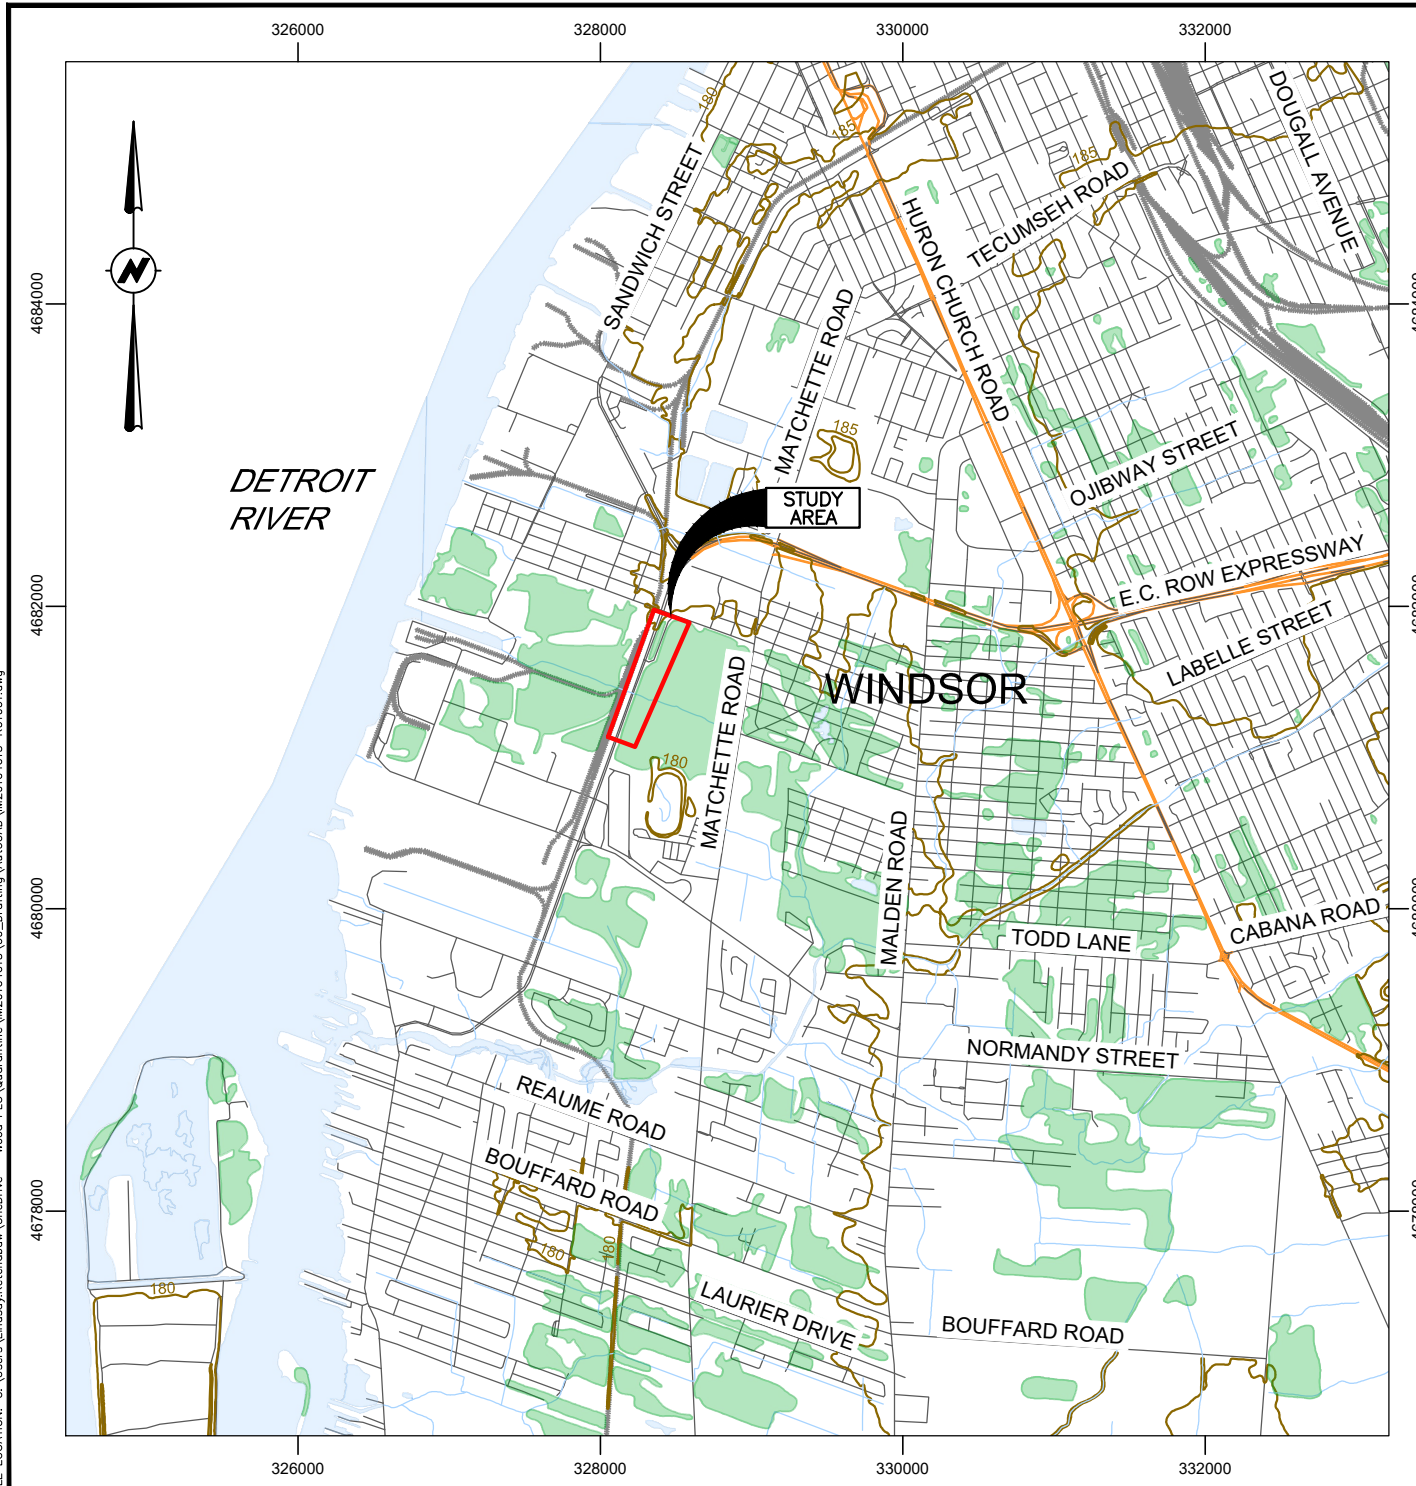 326000
328000
330000
332000
180
185
DOUGALL AVENUE
185
SANDWICH STREET
TECUMSEH ROAD
HURON CHURCH ROAD
N
4684000
4684000
MATCHETTE ROAD
185
OJIBWAY STREET
DETROIT
RIVER
STUDY
AREA
E.C. ROW EXPRESSWAY
4682000
LABELLE STREET
WINDSOR
MATCHETTE ROAD
180
MALDEN ROAD
4680000
CABANA ROAD
TODD LANE
NORMANDY STREET
REAUME ROAD
BOUFFARD ROAD
4678000
180
180
180
LAURIER DRIVE
BOUFFARD ROAD
326000
328000
330000
332000